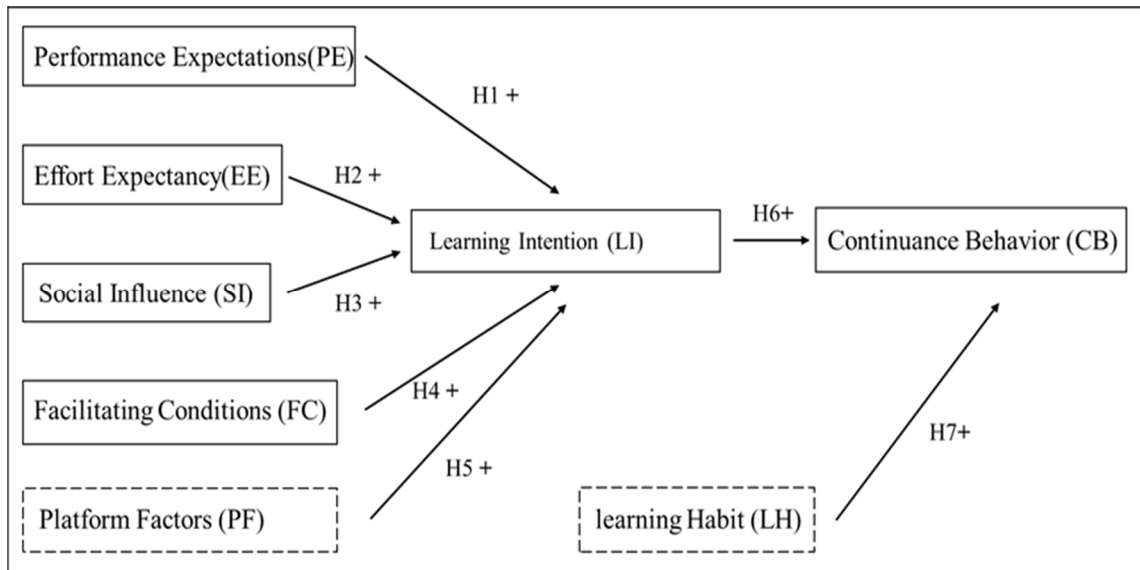 Performance Expectations(PE)
H1 +
Effort Expectancy(EE)
H2 +
Learning Intention (LI)
H6+
Continuance Behavior (CB)
Social Influence (SI)
H3 +
Facilitating Conditions (FC)
H4 +
H5 +
H7+
Platform Factors (PF)
learning Habit (LH)